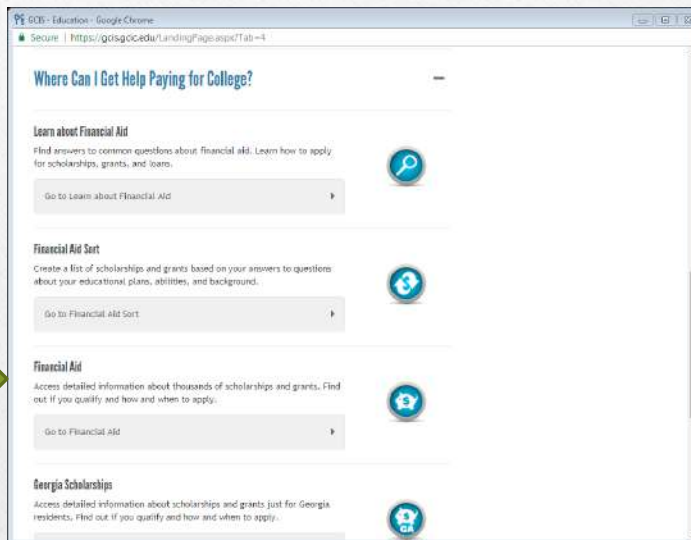 GCIS - Education - Google Chrome
Secure | https://gcis.gcic.edu/LandingPage.aspx?Tab=4
Where Can I Get Help Paying for College?
Learn about Financial Aid
Find answers to common questions about financial aid. Learn how to apply
for scholarships, grants, and loans.
Go to Learn about Financial Aid
Financial Aid Sort
Create a list of scholarships and grants based on your answers to questions
about your educational plans, abilities, and background.
Go to Financial Aid Sort
Financial Aid
Access detailed information about thousands of scholarships and grants. Find
out if you qualify and how and when to apply.
Go to Financial Aid
Georgia Scholarships
Access detailed information about scholarships and grants just for Georgia
residents. Find out if you qualify and how and when to apply.
GA